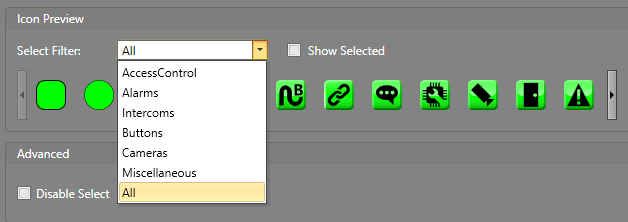 Icon Preview
Select Filter: All Show Selected
AccessControl
Alarms
Intercoms
Buttons
Cameras
Miscellaneous
All
B
Advanced
Disable Select